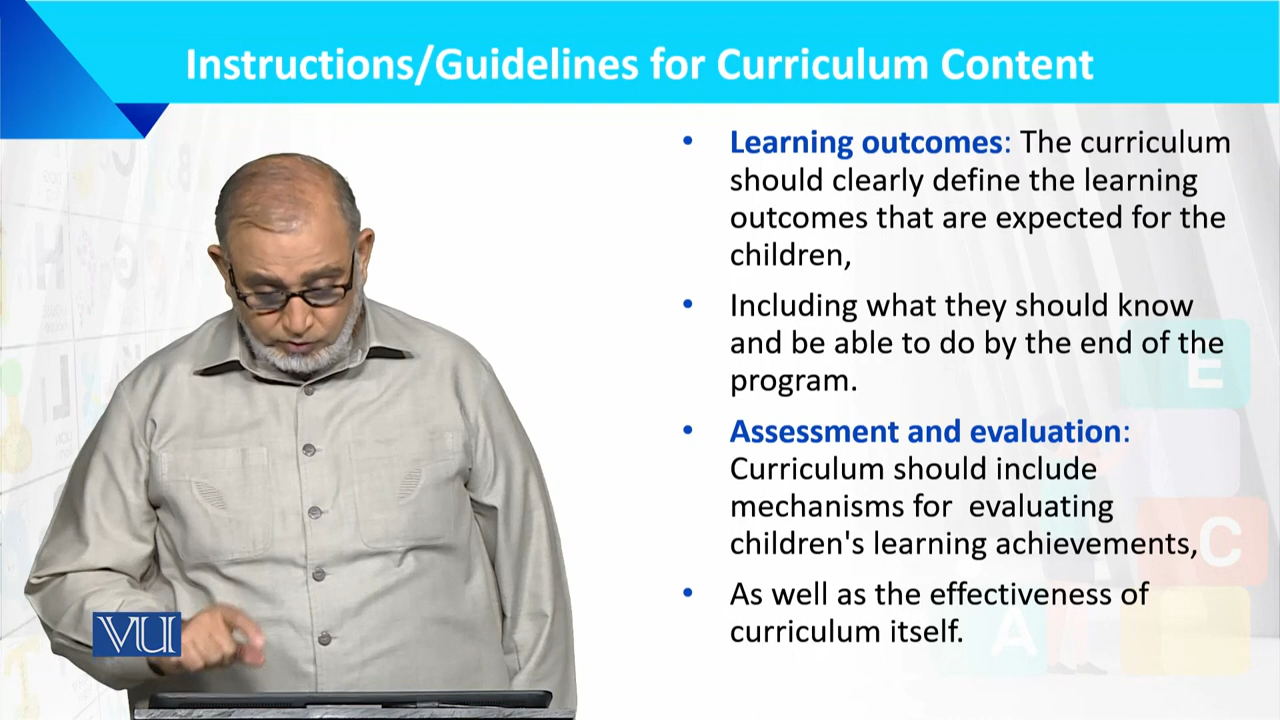 Instructions/Guidelines for Curriculum Content
• Learning outcomes: The curriculum
should clearly define the learning
outcomes that are expected for the
children,
• Including what they should know
and be able to do by the end of the
program.
• Assessment and evaluation:
Curriculum should include
mechanisms for  evaluating
children's learning achievements,
• As well as the effectiveness of
curriculum itself.
VU
E
C
A